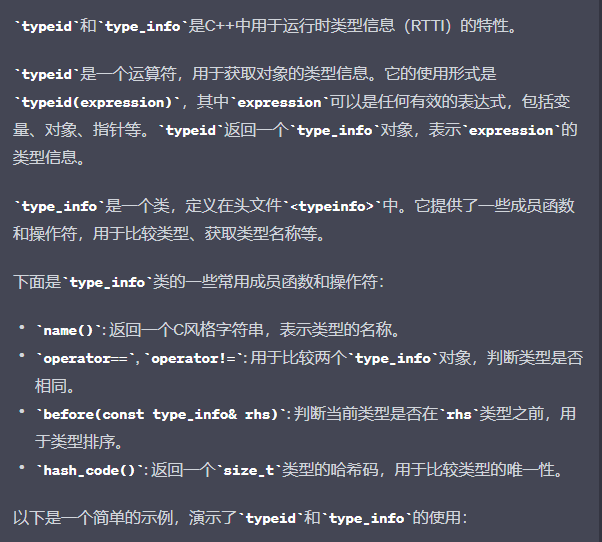 `typeid`和`type_info`是C++中用于运行时类型信息（RTTI）的特性。
`typeid`是一个运算符，用于获取对象的类型信息。它的使用形式是
`typeid(expression)`，其中`expression`可以是任何有效的表达式，包括变
量、对象、指针等。`typeid`返回一个`type_info`对象，表示`expression`的
类型信息。
`type_info`是一个类，定义在头文件`<typeinfo>`中。它提供了一些成员函数
和操作符，用于比较类型、获取类型名称等。
下面是`type_info`类的一些常用成员函数和操作符：
• `name()`：返回一个C风格字符串，表示类型的名称。
• `operator==`, `operator!=`：用于比较两个`type_info`对象，判断类型是否
相同。
• `before(const type_info& rhs)`：判断当前类型是否在`rhs`类型之前，用
于类型排序。
• `hash_code()`：返回一个`size_t`类型的哈希码，用于比较类型的唯一性。
以下是一个简单的示例，演示了`typeid`和`type_info`的使用：